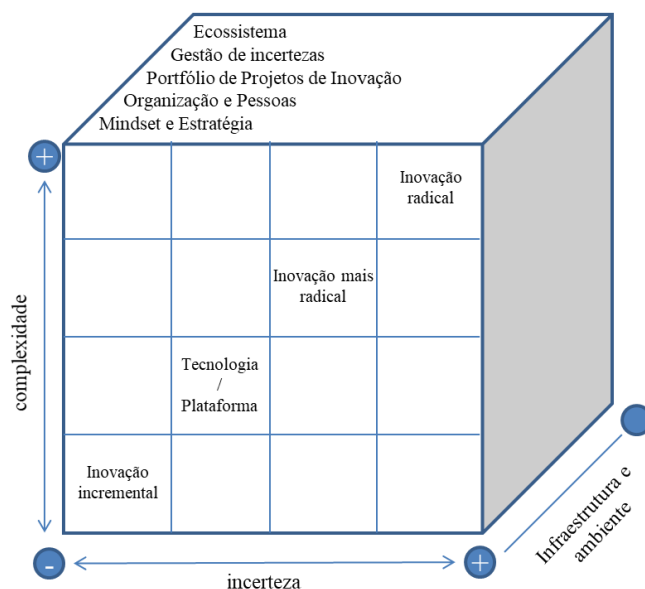 Ecossistema
Gestão de incertezas
Portfólio de Projetos de Inovação
Organização e Pessoas
Mindset e Estratégia
+
Inovação
radical
Inovação mais
radical
complexidade
Tecnologia
/
Plataforma
Inovação
incremental
Infraestrutura e
ambiente
-
+
incerteza